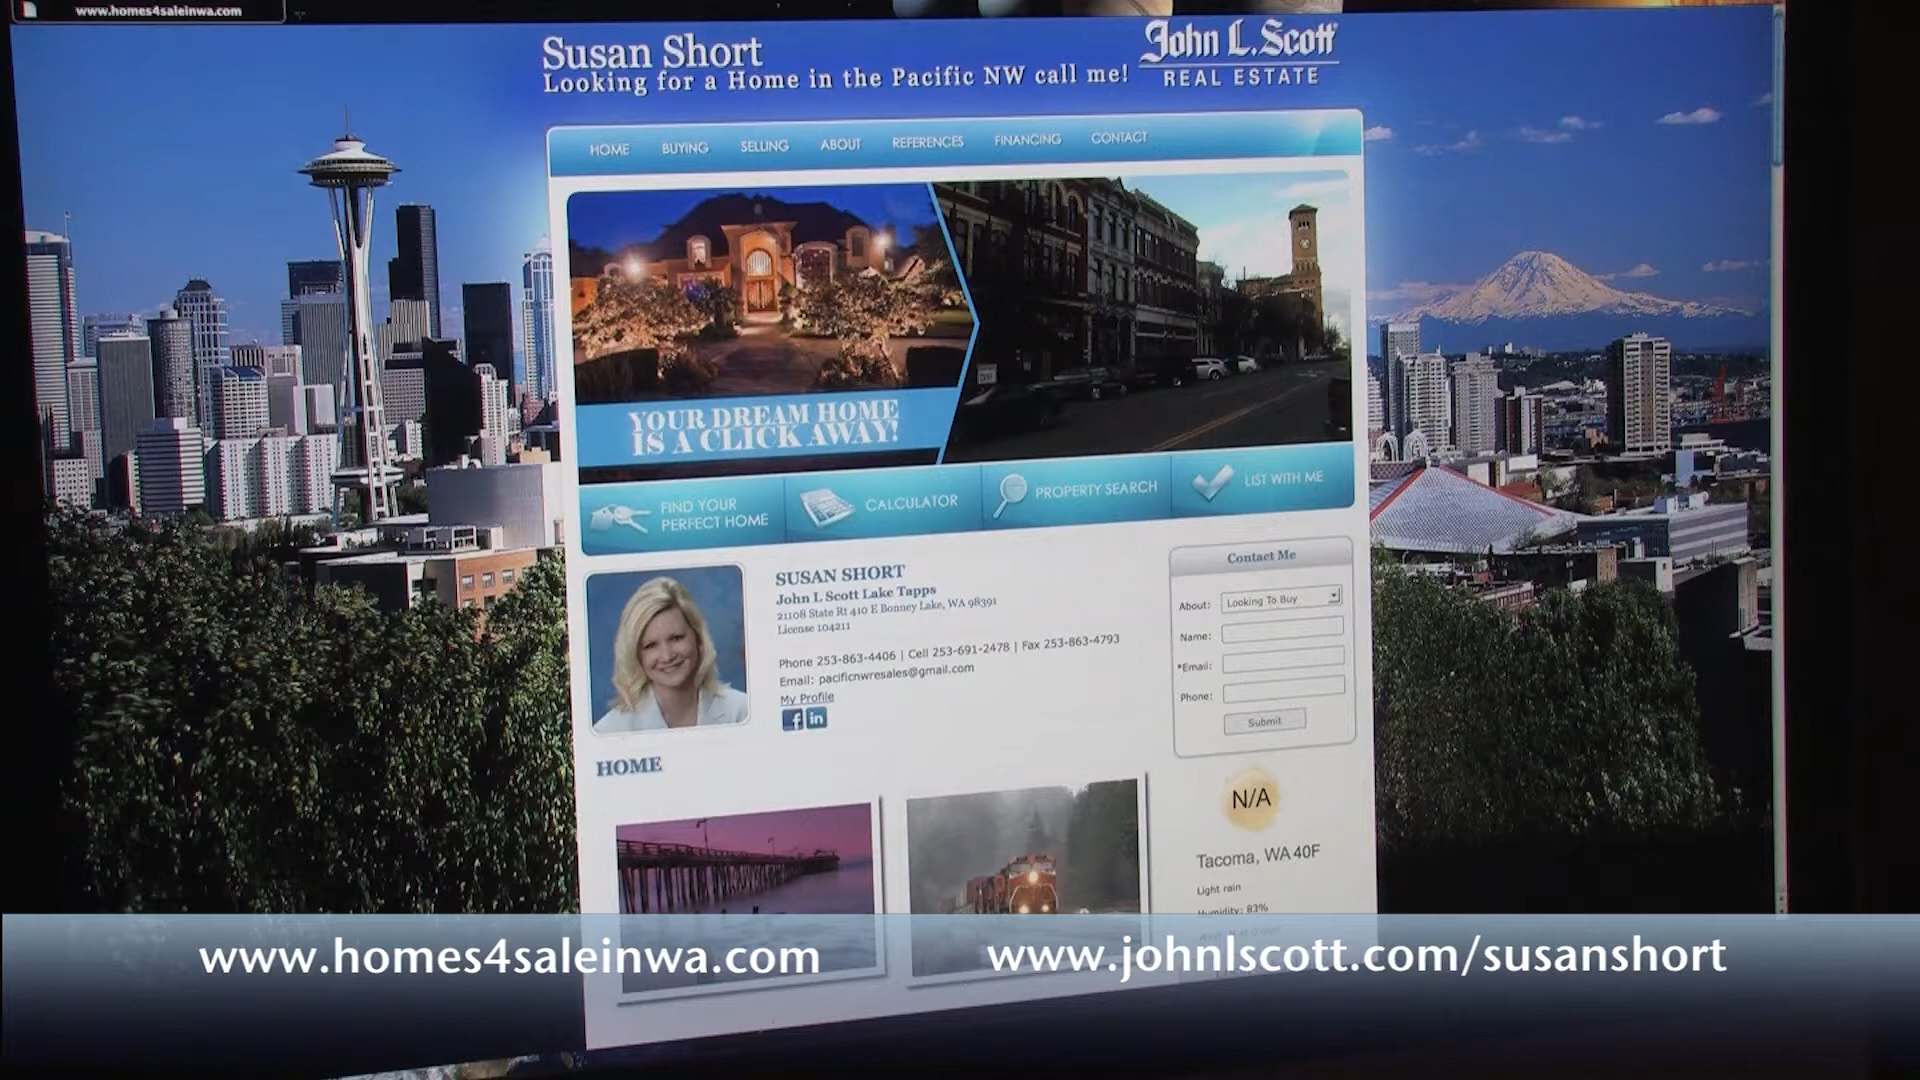 www.homes4saleinwa.com
Susan Short
Looking for a Home in the Pacific NW call me!
John L. Scott
REAL ESTATE
HOME BUYING SELLING ABOUT REFERENCES FINANCING CONTACT
YOUR DREAM HOME
IS A CLICK AWAY!
FIND YOUR
PERFECT HOME
CALCULATOR
PROPERTY SEARCH
LIST WITH ME
SUSAN SHORT
John L Scott Lake Tapps
21108 State Rt 410 E Bonney Lake, WA 98391
License 104211
Phone 253-863-4406 | Cell 253-691-2478 | Fax 253-863-4793
Email: pacificnwresales@gmail.com
My Profile
f in
Contact Me
About: Looking To Buy
Name:
*Email:
Phone:
Submit
HOME
N/A
Tacoma, WA 40F
Light rain
Humidity: 83%
www.homes4saleinwa.com
www.johnlscott.com/susanshort